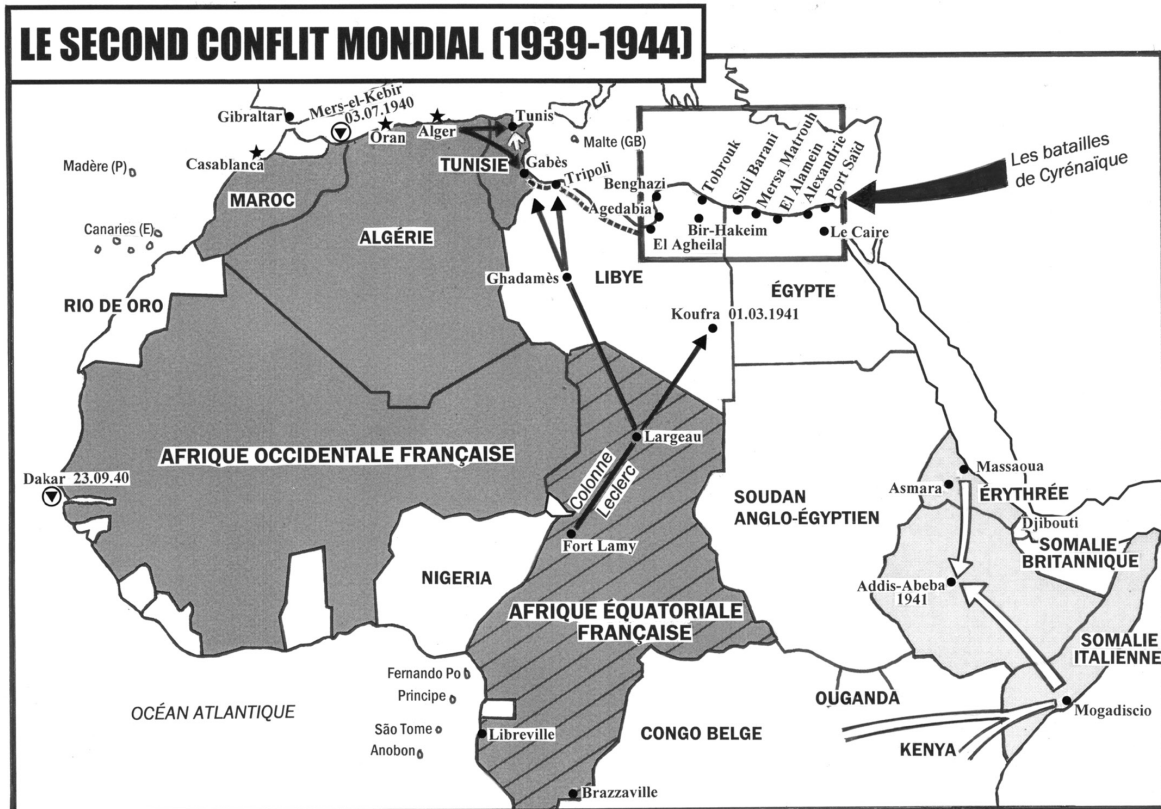 LE SECOND CONFLIT MONDIAL (1939-1944)
Gibraltar
Mers-el-Kebir
03.07.1940
Oran
Alger
Tunis
Malte (GB)
Casablanca
Madère (P)
MAROC
TUNISIE
Gabès
Tripoli
Benghazi
Agedabia
El Agheila
Tobrouk
Bir-Hakeim
Sidi Barani
Mersa Matrouh
El Alamein
Alexandrie
Port Saïd
Le Caire
Les batailles
de Cyrénaïque
Canaries (E)
ALGÉRIE
Ghadamès
LIBYE
ÉGYPTE
RIO DE ORO
Koufra 01.03.1941
AFRIQUE OCCIDENTALE FRANÇAISE
Largeau
Dakar 23.09.40
Colonne
Leclerc
Fort Lamy
SOUDAN
ANGLO-ÉGYPTIEN
Massaoua
Asmara
ÉRYTHRÉE
Djibouti
SOMALIE
BRITANNIQUE
NIGERIA
Addis-Abeba
1941
AFRIQUE ÉQUATORIALE
FRANÇAISE
SOMALIE
ITALIENNE
Fernando Po
Principe
OUGANDA
Mogadiscio
OCÉAN ATLANTIQUE
São Tome
Anobon
Libreville
CONGO BELGE
KENYA
Brazzaville